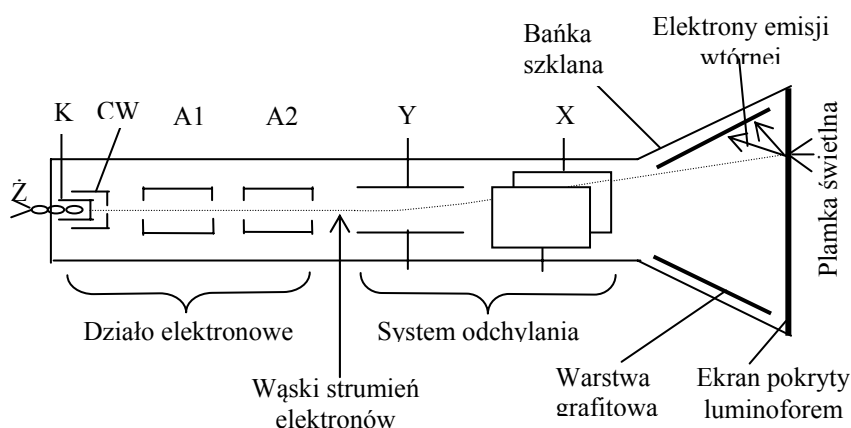 Bańka
szklana
Elektrony emisji
wtórnej
K
CW
A1
A2
Y
X
Ż
Plamka świetlna
Działo elektronowe
System odchylania
Wąski strumień
elektronów
Warstwa
grafitowa
Ekran pokryty
luminoforem